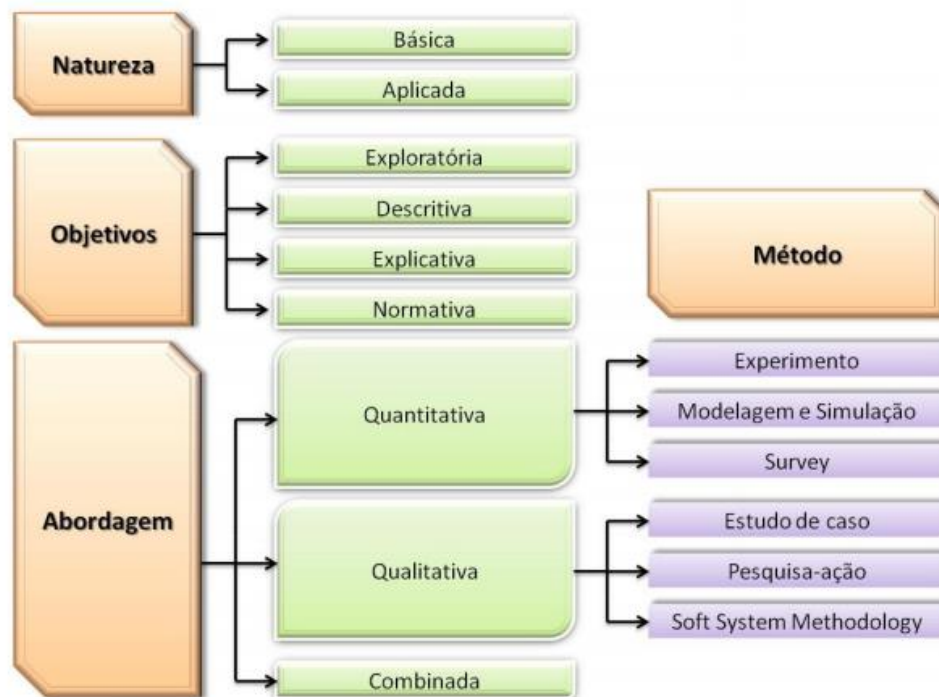 Natureza
Básica
Aplicada
Objetivos
Exploratória
Descritiva
Explicativa
Normativa
Método
Abordagem
Quantitativa
Experimento
Modelagem e Simulação
Survey
Qualitativa
Estudo de caso
Pesquisa-ação
Soft System Methodology
Combinada